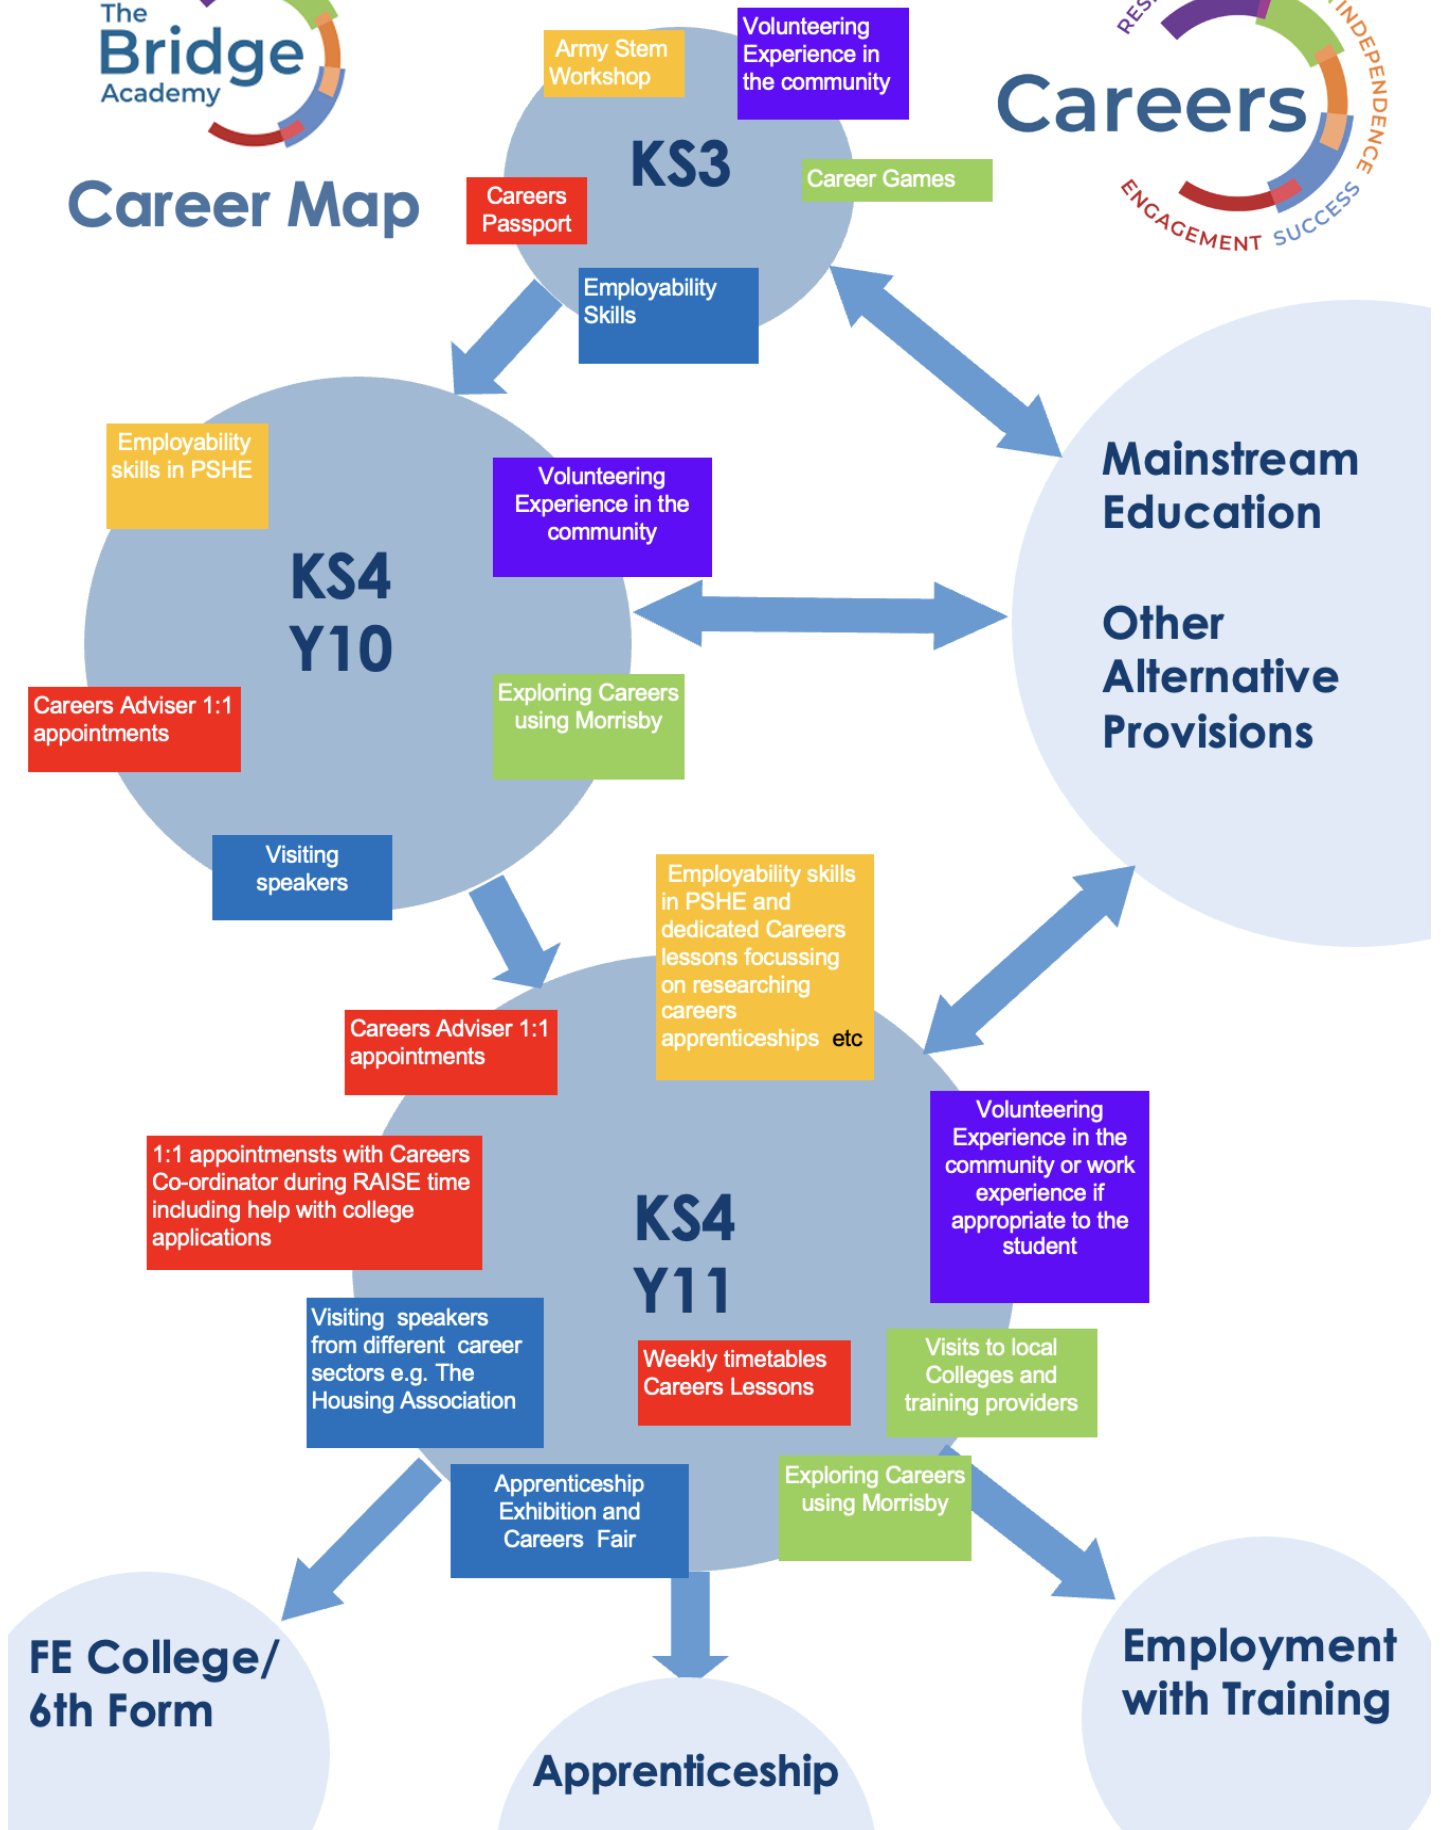 The
Bridge
Academy
Career Map
INDEPENDENCE
Careers
ENGAGEMENT
SUCCESS
Army Stem
Workshop
Volunteering
Experience in
the community
KS3
Career Games
Careers
Passport
Employability
Skills
Mainstream
Education
Other
Alternative
Provisions
Employability
skills in PSHE
Volunteering
Experience in the
community
KS4
Y10
Careers Adviser 1:1
appointments
Exploring Careers
using Morrisby
Visiting
speakers
Employability skills
in PSHE and
dedicated Careers
lessons focussing
on researching
careers
apprenticeships etc
Careers Adviser 1:1
appointments
1:1 appointmensts with Careers
Co-ordinator during RAISE time
including help with college
applications
Volunteering
Experience in the
community or work
experience if
appropriate to the
student
KS4
Y11
Visiting speakers
from different career
sectors e.g. The
Housing Association
Weekly timetables
Careers Lessons
Visits to local
Colleges and
training providers
Apprenticeship
Exhibition and
Careers Fair
Exploring Careers
using Morrisby
FE College/
6th Form
Apprenticeship
Employment
with Training